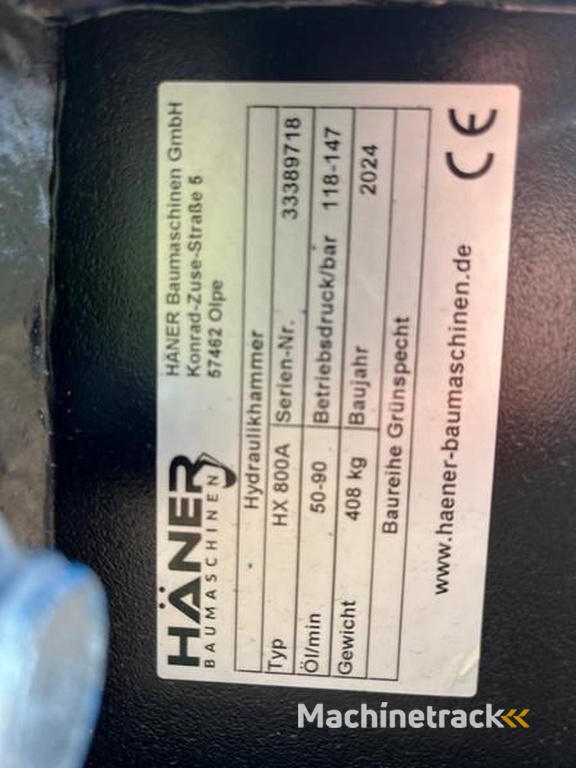 HÄNER
BAUMASCHINEN
HÄNER Baumaschinen GmbH
Konrad-Zuse-Straße 5
57462 Olpe
Hydraulikhammer
Typ HX 800A Serien-Nr. 33389718
Öl/min 50-90 Betriebsdruck/bar 118-147
Gewicht 408 kg Baujahr 2024
Baureihe Grünspecht
www.haener-baumaschinen.de
CE
Machinetrack